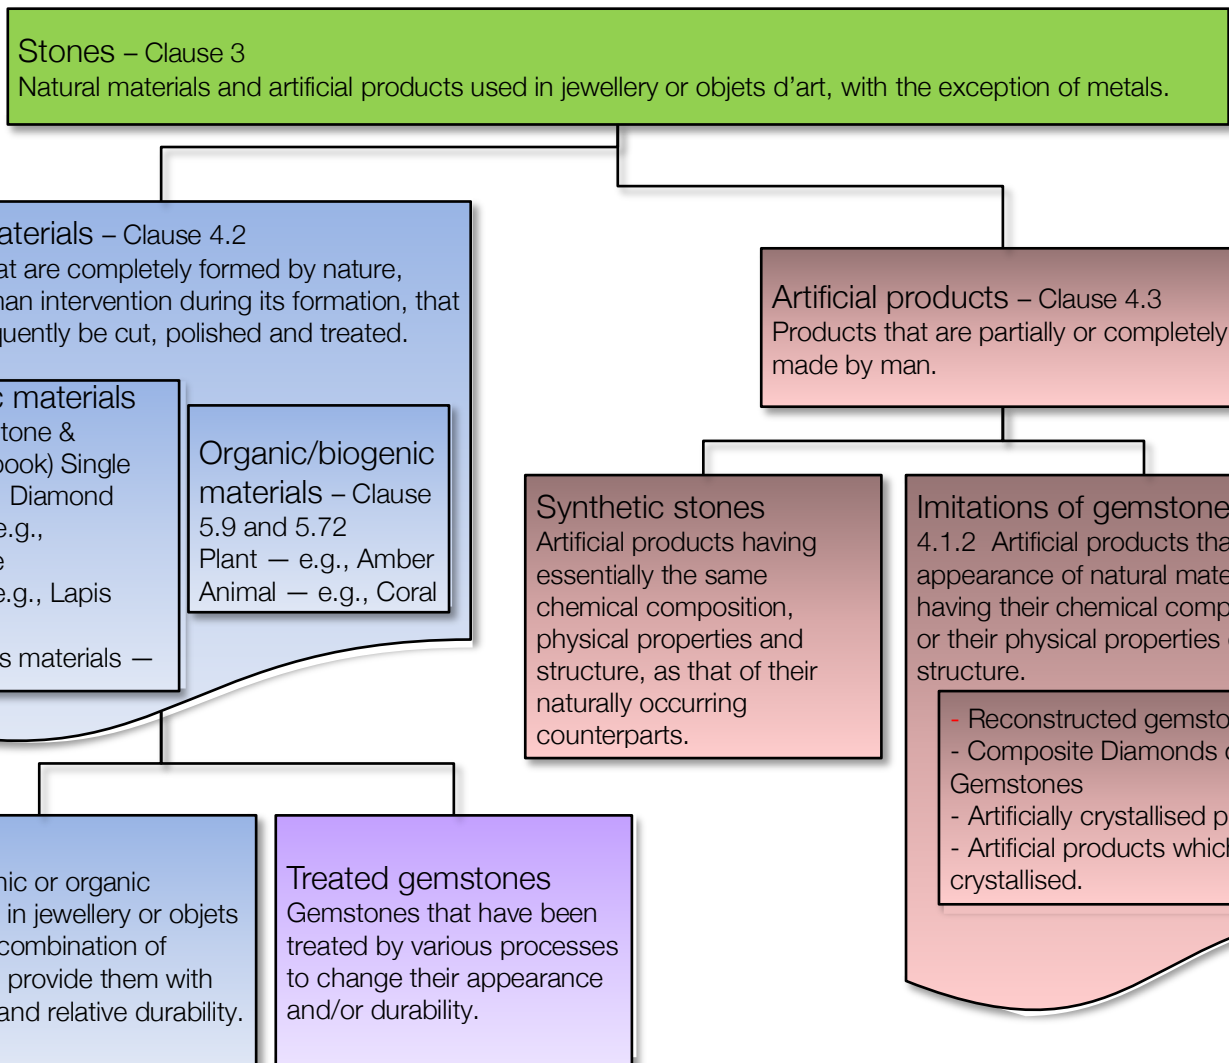 Stones – Clause 3
Natural materials and artificial products used in jewellery or objets d’art, with the exception of metals.
aterials – Clause 4.2
at are completely formed by nature,
man intervention during its formation, that
quently be cut, polished and treated.
c materials
tone &
book) Single
Diamond
e.g.,
e
e.g., Lapis
s materials —
Organic/biogenic
materials – Clause
5.9 and 5.72
Plant — e.g., Amber
Animal — e.g., Coral
Artificial products – Clause 4.3
Products that are partially or completely
made by man.
Synthetic stones
Artificial products having
essentially the same
chemical composition,
physical properties and
structure, as that of their
naturally occurring
counterparts.
Imitations of gemstone
4.1.2 Artificial products tha
appearance of natural mate
having their chemical comp
or their physical properties
structure.
- Reconstructed gemsto
- Composite Diamonds
Gemstones
- Artificially crystallised p
- Artificial products which
crystallised.
nic or organic
in jewellery or objets
combination of
provide them with
and relative durability.
Treated gemstones
Gemstones that have been
treated by various processes
to change their appearance
and/or durability.